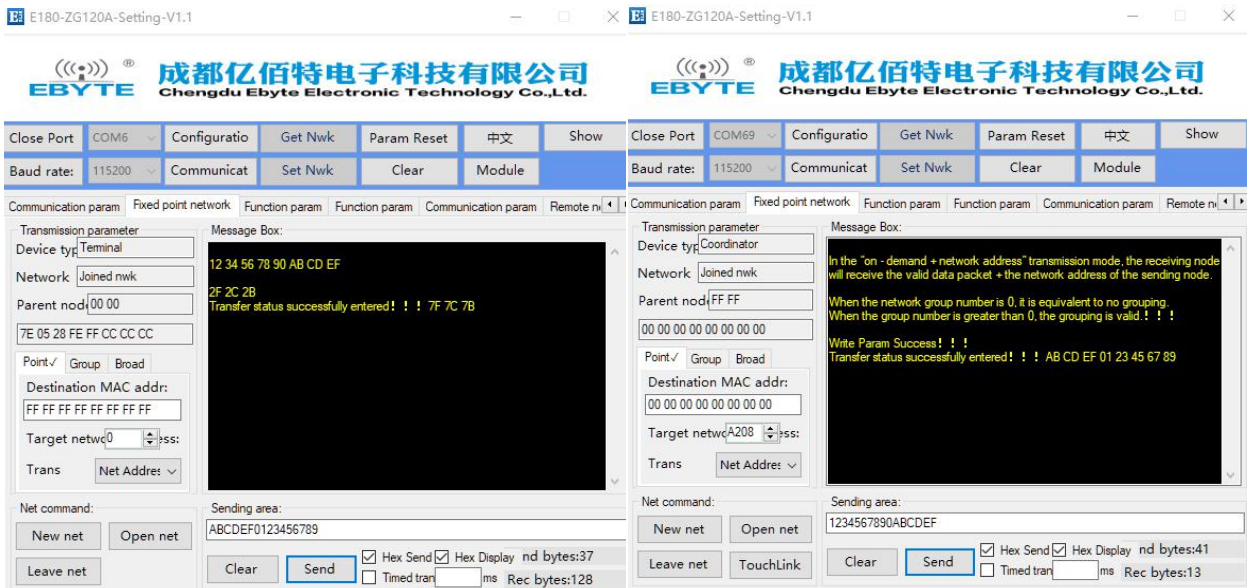 E180-ZG120A-Setting-V1.1
EBYTE ®
成都亿佰特电子科技有限公司
Chengdu Ebyte Electronic Technology Co.,Ltd.
Close Port COM6 Configuratio Get Nwk Param Reset 中文 Show
Baud rate: 115200 Communicat Set Nwk Clear Module
Communication param Fixed point network Function param Function param Communication param Remote n
Transmission parameter
Device typ Terminal
Network Joined nwk
Parent nod 00 00
7E 05 28 FE FF CC CC CC
Point✓ Group Broad
Destination MAC addr:
FF FF FF FF FF FF FF FF
Target netwo 0 ess:
Trans Net Addres
Net command:
New net Open net
Leave net
Message Box:
12 34 56 78 90 AB CD EF
2F 2C 2B
Transfer status successfully entered！！！ 7F 7C 7B
Sending area:
ABCDEF0123456789
Clear Send Hex Send Hex Display nd bytes:37
Timed tran ms Rec bytes:128
E180-ZG120A-Setting-V1.1
EBYTE ®
成都亿佰特电子科技有限公司
Chengdu Ebyte Electronic Technology Co.,Ltd.
Close Port COM69 Configuratio Get Nwk Param Reset 中文 Show
Baud rate: 115200 Communicat Set Nwk Clear Module
Communication param Fixed point network Function param Function param Communication param Remote n
Transmission parameter
Device typ Coordinator
Network Joined nwk
Parent nod FF FF
00 00 00 00 00 00 00 00
Point✓ Group Broad
Destination MAC addr:
00 00 00 00 00 00 00 00
Target netwo A208 ess:
Trans Net Addres
Net command:
New net Open net
Leave net TouchLink
Message Box:
In the "on - demand + network address" transmission mode, the receiving node
will receive the valid data packet + the network address of the sending node.
When the network group number is 0, it is equivalent to no grouping.
When the group number is greater than 0, the grouping is valid.！！！
Write Param Success！！！
Transfer status successfully entered！！！ AB CD EF 01 23 45 67 89
Sending area:
1234567890ABCDEF
Clear Send Hex Send Hex Display nd bytes:41
Timed tran ms Rec bytes:13